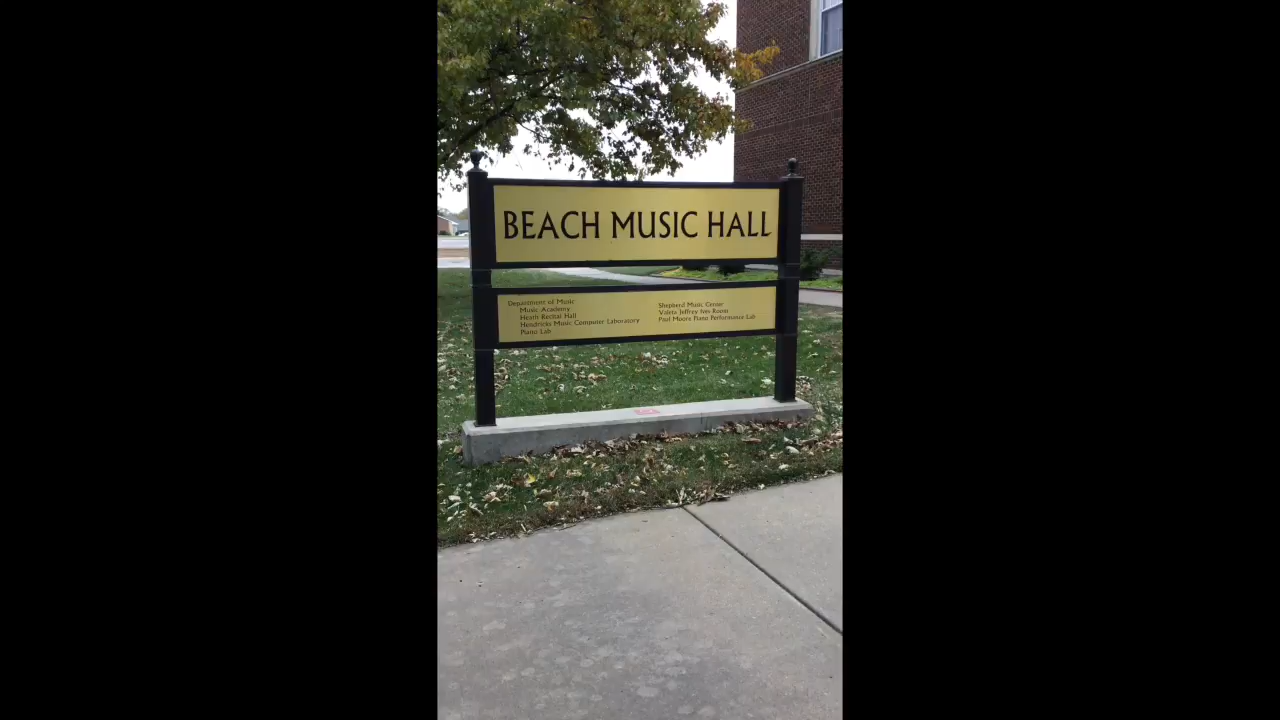 BEACH MUSIC HALL
Department of Music
Music Academy
Heath Recital Hall
Hendricks Music Computer Laboratory
Piano Lab
Shepherd Music Center
Valeta Jeffrey Room
Paul Moore Piano Performance Lab